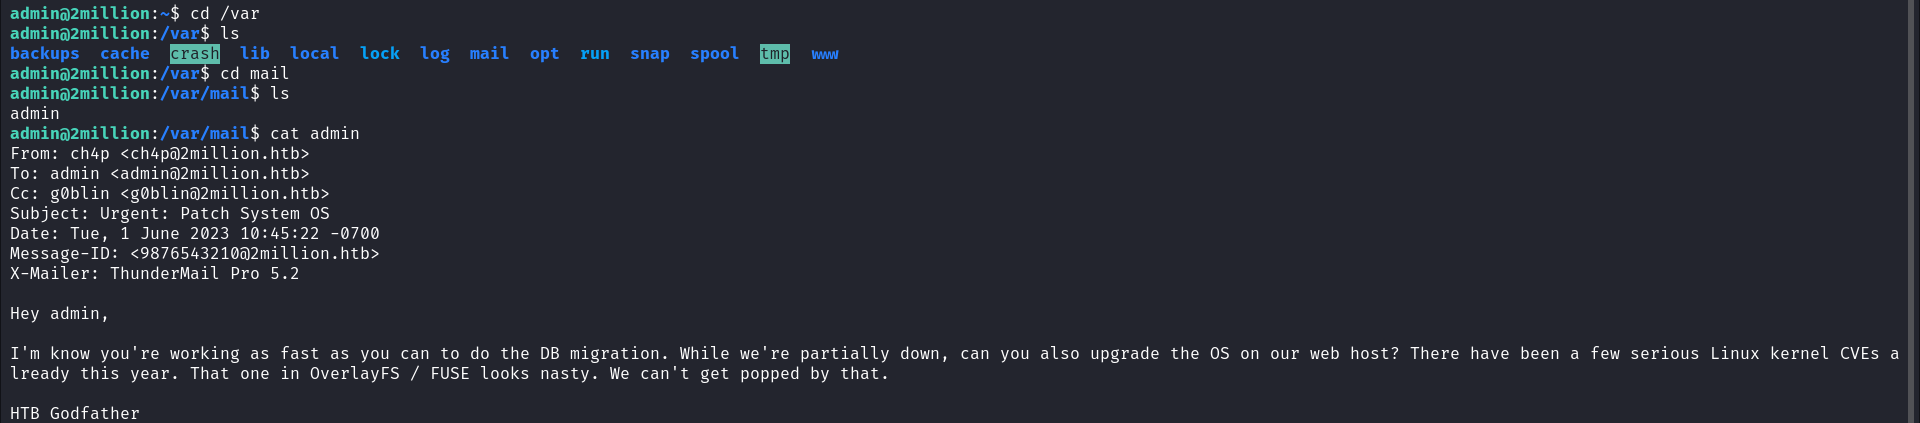 admin@2million:~$ cd /var
admin@2million:/var$ ls
backups  cache  crash  lib  local  lock  log  mail  opt  run  snap  spool  tmp  www
admin@2million:/var$ cd mail
admin@2million:/var/mail$ ls
admin
admin@2million:/var/mail$ cat admin
From: ch4p <ch4p@2million.htb>
To: admin <admin@2million.htb>
Cc: g0blin <g0blin@2million.htb>
Subject: Urgent: Patch System OS
Date: Tue, 1 June 2023 10:45:22 -0700
Message-ID: <9876543210@2million.htb>
X-Mailer: ThunderMail Pro 5.2
Hey admin,
I'm know you're working as fast as you can to do the DB migration. While we're partially down, can you also upgrade the OS on our web host? There have been a few serious Linux kernel CVEs a
lready this year. That one in OverlayFS / FUSE looks nasty. We can't get popped by that.
HTB Godfather